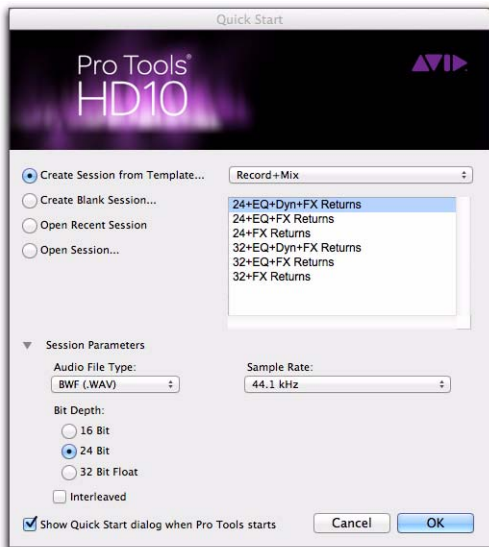 Quick Start
Pro Tools®
HD10
AVID
Create Session from Template...
Record+Mix
Create Blank Session...
Open Recent Session
Open Session...
24+EQ+Dyn+FX Returns
24+EQ+FX Returns
24+FX Returns
32+EQ+Dyn+FX Returns
32+EQ+FX Returns
32+FX Returns
Session Parameters
Audio File Type:
BWF (.WAV)
Sample Rate:
44.1 kHz
Bit Depth:
16 Bit
24 Bit
32 Bit Float
Interleaved
Show Quick Start dialog when Pro Tools starts
Cancel
OK